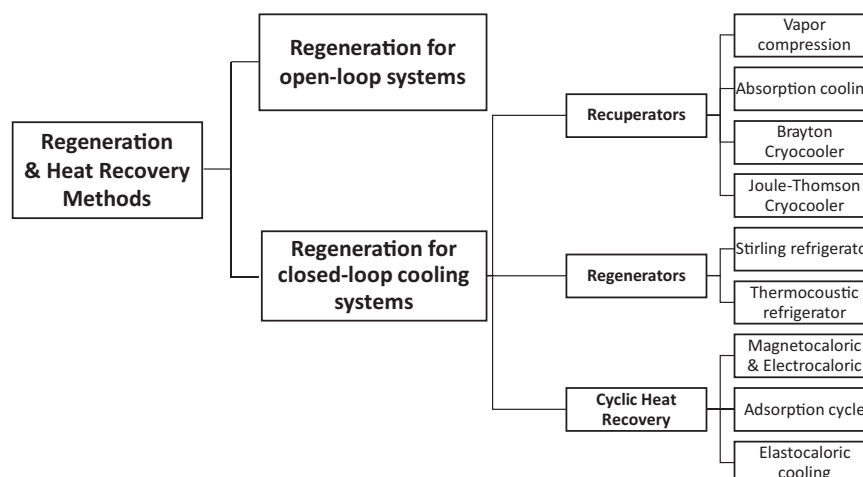 Regeneration
& Heat Recovery
Methods
Regeneration for
open-loop systems
Regeneration for
closed-loop cooling
systems
Recuperators
Regenerators
Cyclic Heat
Recovery
Vapor
compression
Absorption coolin
Brayton
Cryocooler
Joule-Thomson
Cryocooler
Stirling refrigerato
Thermocoustic
refrigerator
Magnetocaloric
& Electrocaloric
Adsorption cycle
Elastocaloric
cooling